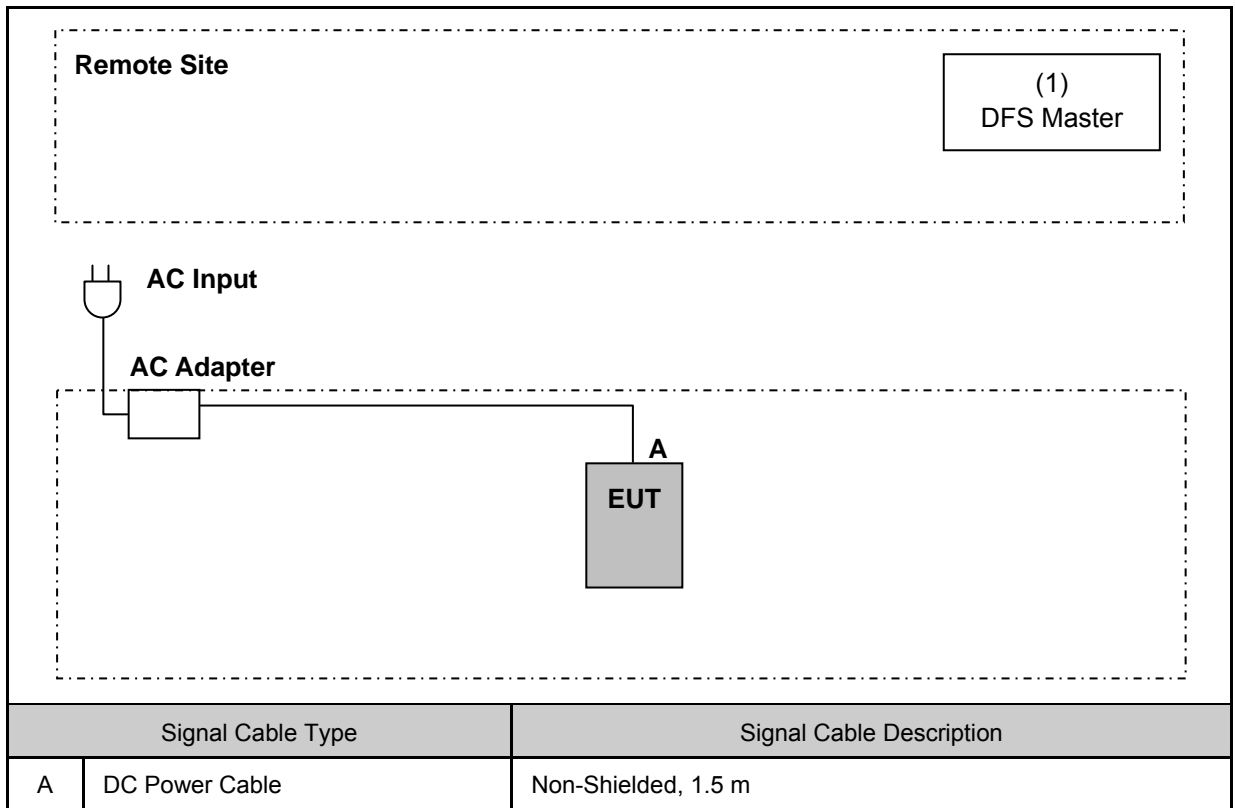 Remote Site
(1)
DFS Master
AC Input
AC Adapter
A
EUT
Signal Cable Type
Signal Cable Description
A
DC Power Cable
Non-Shielded, 1.5 m